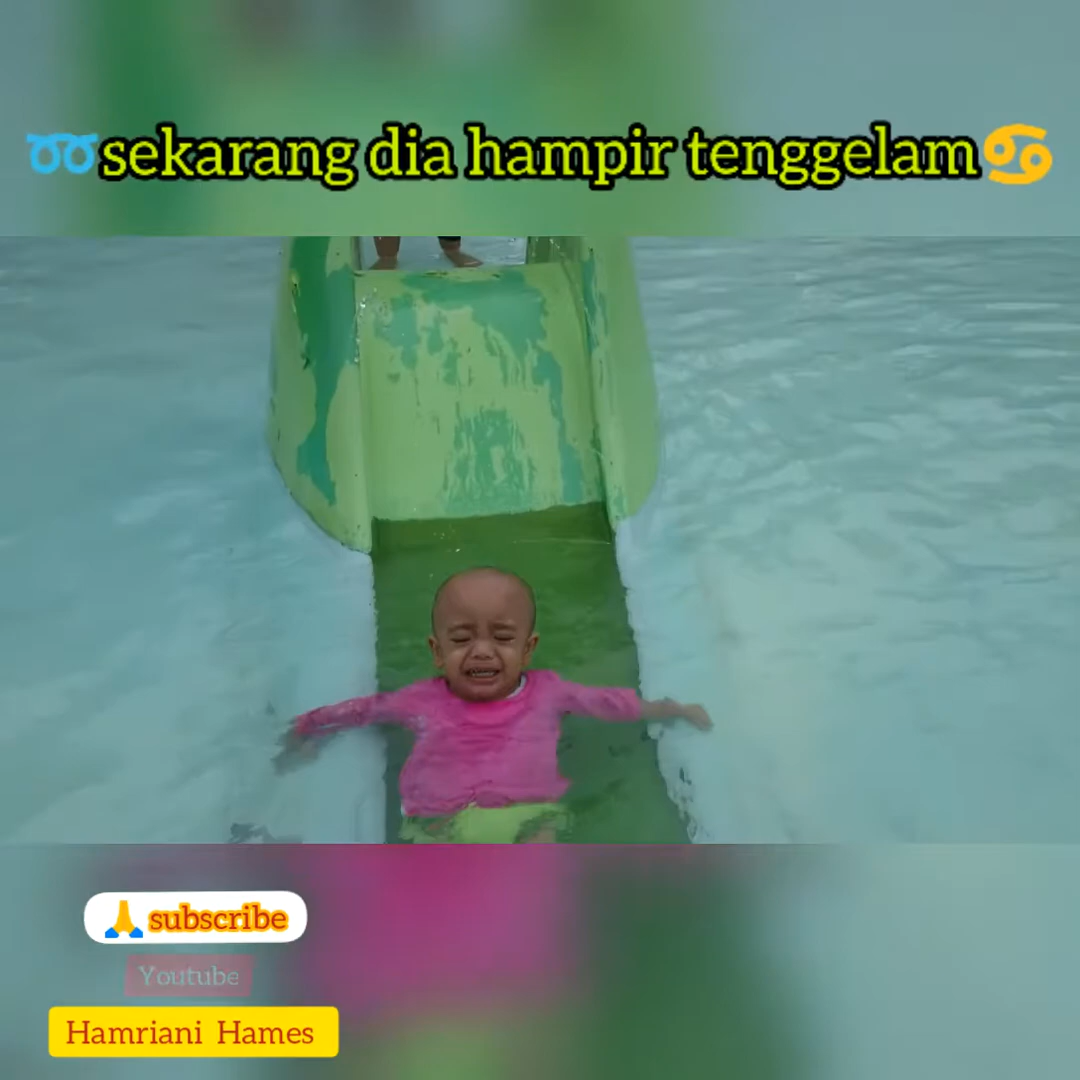 ➿sekarang dia hampir tenggelam♋
🙏 subscribe
Youtube
Hamriani Hames